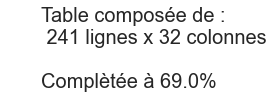 Table composée de :
241 lignes x 32 colonnes
Complètée à 69.0%